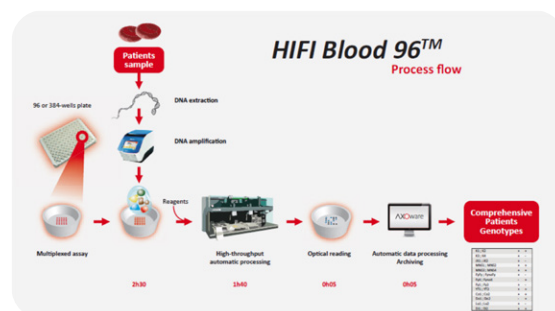 HIFI Blood 96™
Process flow
Patients
sample
DNA extraction
96 or 384-wells plate
DNA amplification
Reagents
AXOware
Comprehensive
Patients
Genotypes
Multiplexed assay
High-throughput
automatic processing
Optical reading
Automatic data processing
Archiving
2h30
1h40
0h05
0h05